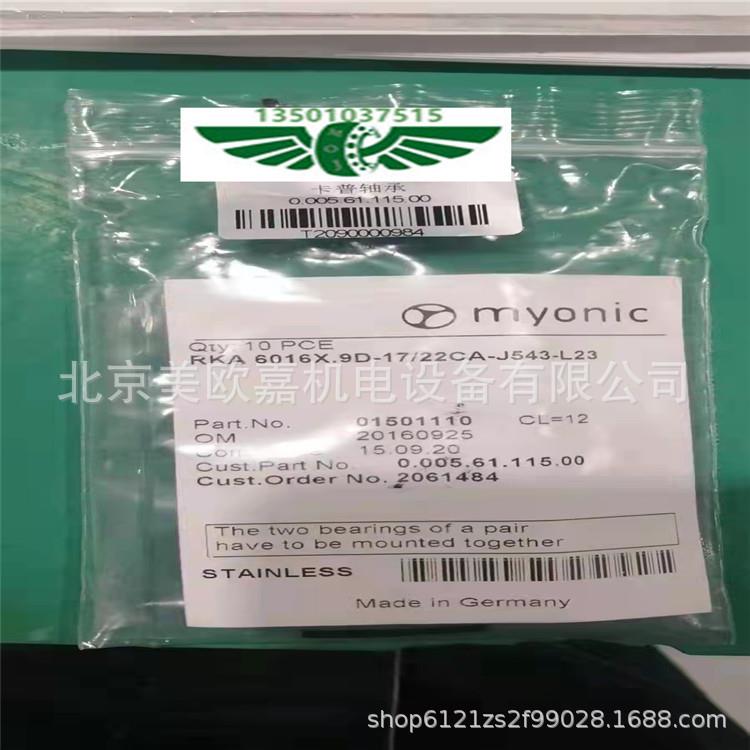 13501037515
MOJ
卡普轴承
0.005.61.115.00
T2090000984
myonic
Qty: 10 PCE
RKA 6016X.9D-17/22CA-J543-L23
北京美欧嘉机电设备有限公司
Part.No. 01501110 CL=12
OM 20160925
15.09.20
Cust.Part No. 0.005.61.115.00
Cust.Order No. 2061484
The two bearings of a pair
have to be mounted together
STAINLESS
Made in Germany
shop6121zs2f99028.1688.com